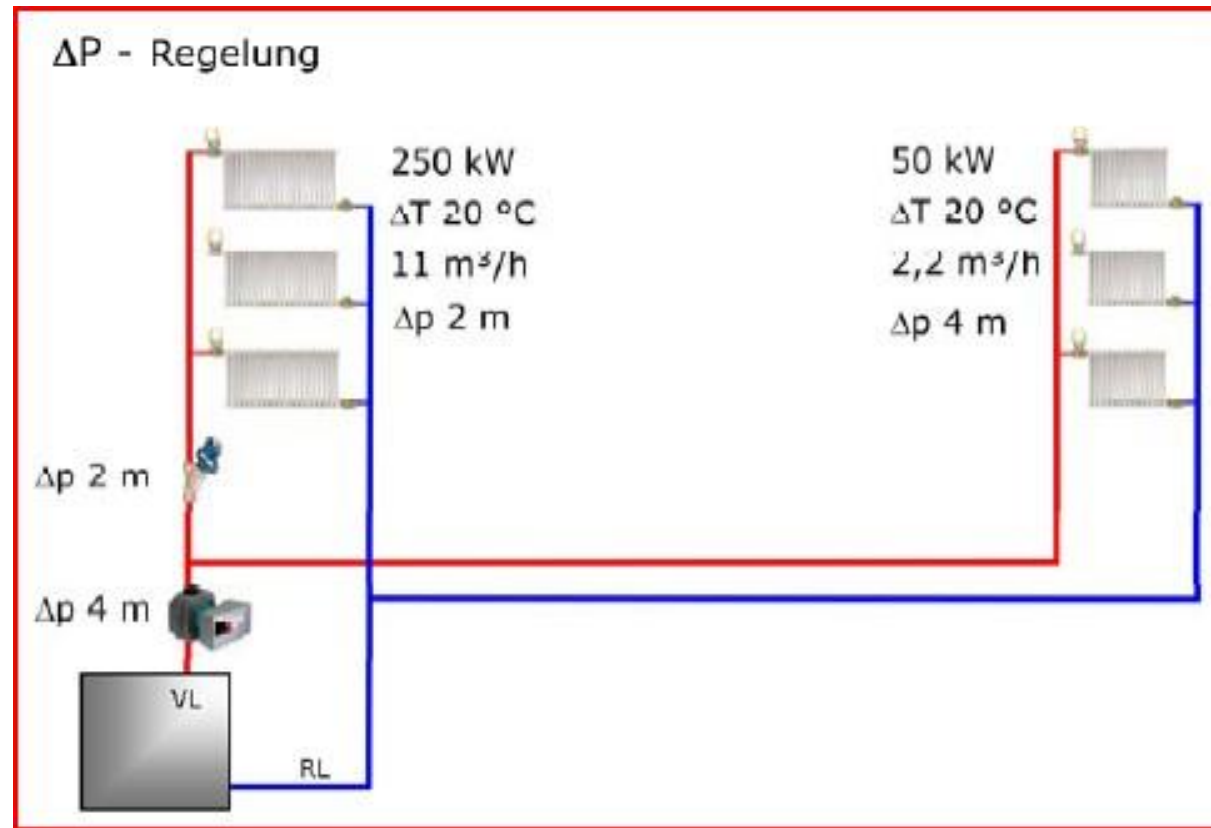 ΔP - Regelung
250 kW
ΔT 20 °C
11 m³/h
Δp 2 m
50 kW
ΔT 20 °C
2,2 m³/h
Δp 4 m
Δp 2 m
Δp 4 m
VL
RL